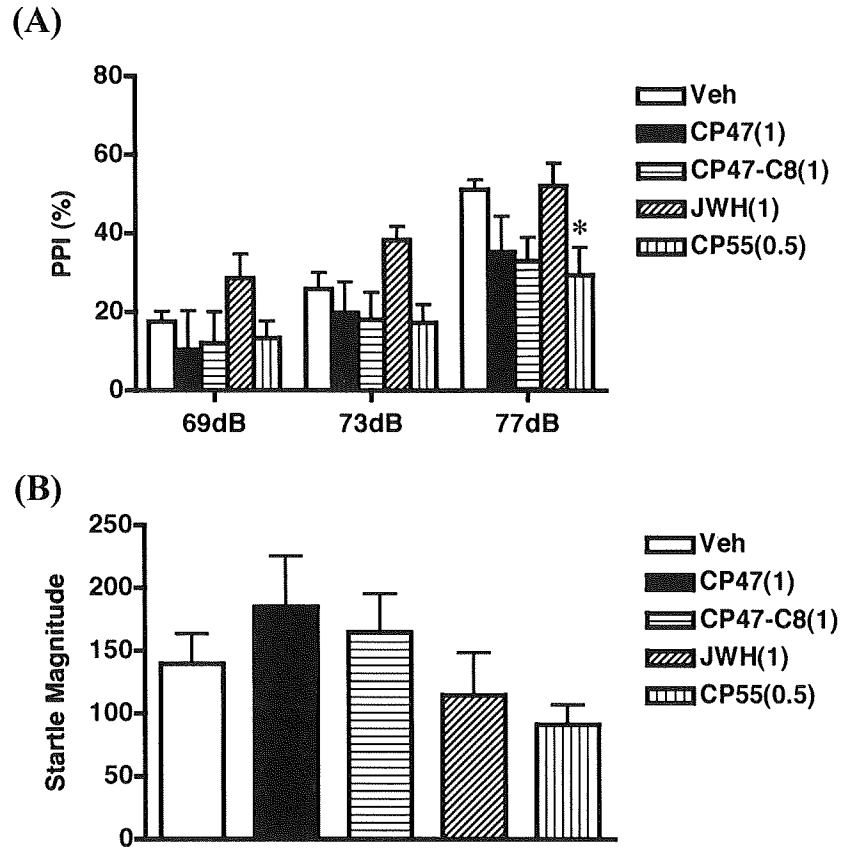 (A)
80
60
40
20
0
PPI (%)
*
69dB
73dB
77dB
Veh
CP47(1)
CP47-C8(1)
JWH(1)
CP55(0.5)
(B)
250
200
150
100
50
0
Startle Magnitude
Veh
CP47(1)
CP47-C8(1)
JWH(1)
CP55(0.5)